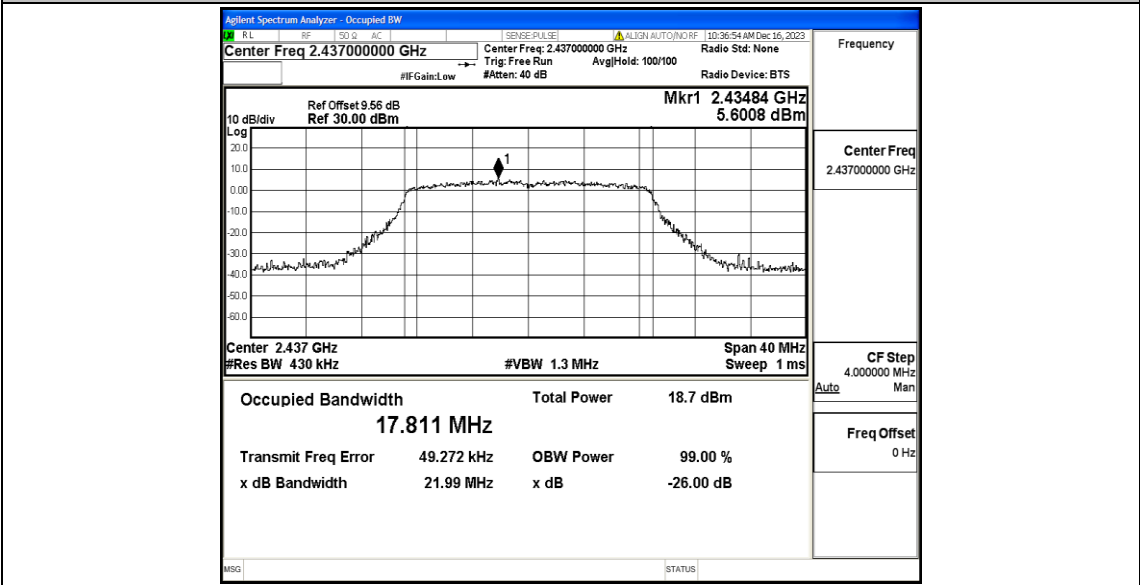 Agilent Spectrum Analyzer - Occupied BW
LXI RL RF 50 Ω AC SENSE:PULSE ALIGN AUTO/NO RF 10:36:54 AM Dec 16, 2023
Center Freq 2.437000000 GHz
Center Freq: 2.437000000 GHz Radio Std: None
Trig: Free Run Avg|Hold: 100/100
#IFGain:Low #Atten: 40 dB Radio Device: BTS
Ref Offset 9.56 dB
10 dB/div Ref 30.00 dBm
Mkr1 2.43484 GHz
5.6008 dBm
Log
20.0
10.0
0.00
-10.0
-20.0
-30.0
-40.0
-50.0
-60.0
1
Center 2.437 GHz Span 40 MHz
#Res BW 430 kHz #VBW 1.3 MHz Sweep 1 ms
Occupied Bandwidth Total Power 18.7 dBm
17.811 MHz
Transmit Freq Error 49.272 kHz OBW Power 99.00 %
x dB Bandwidth 21.99 MHz x dB -26.00 dB
MSG STATUS
Frequency
Center Freq
2.437000000 GHz
CF Step
4.000000 MHz
Auto Man
Freq Offset
0 Hz